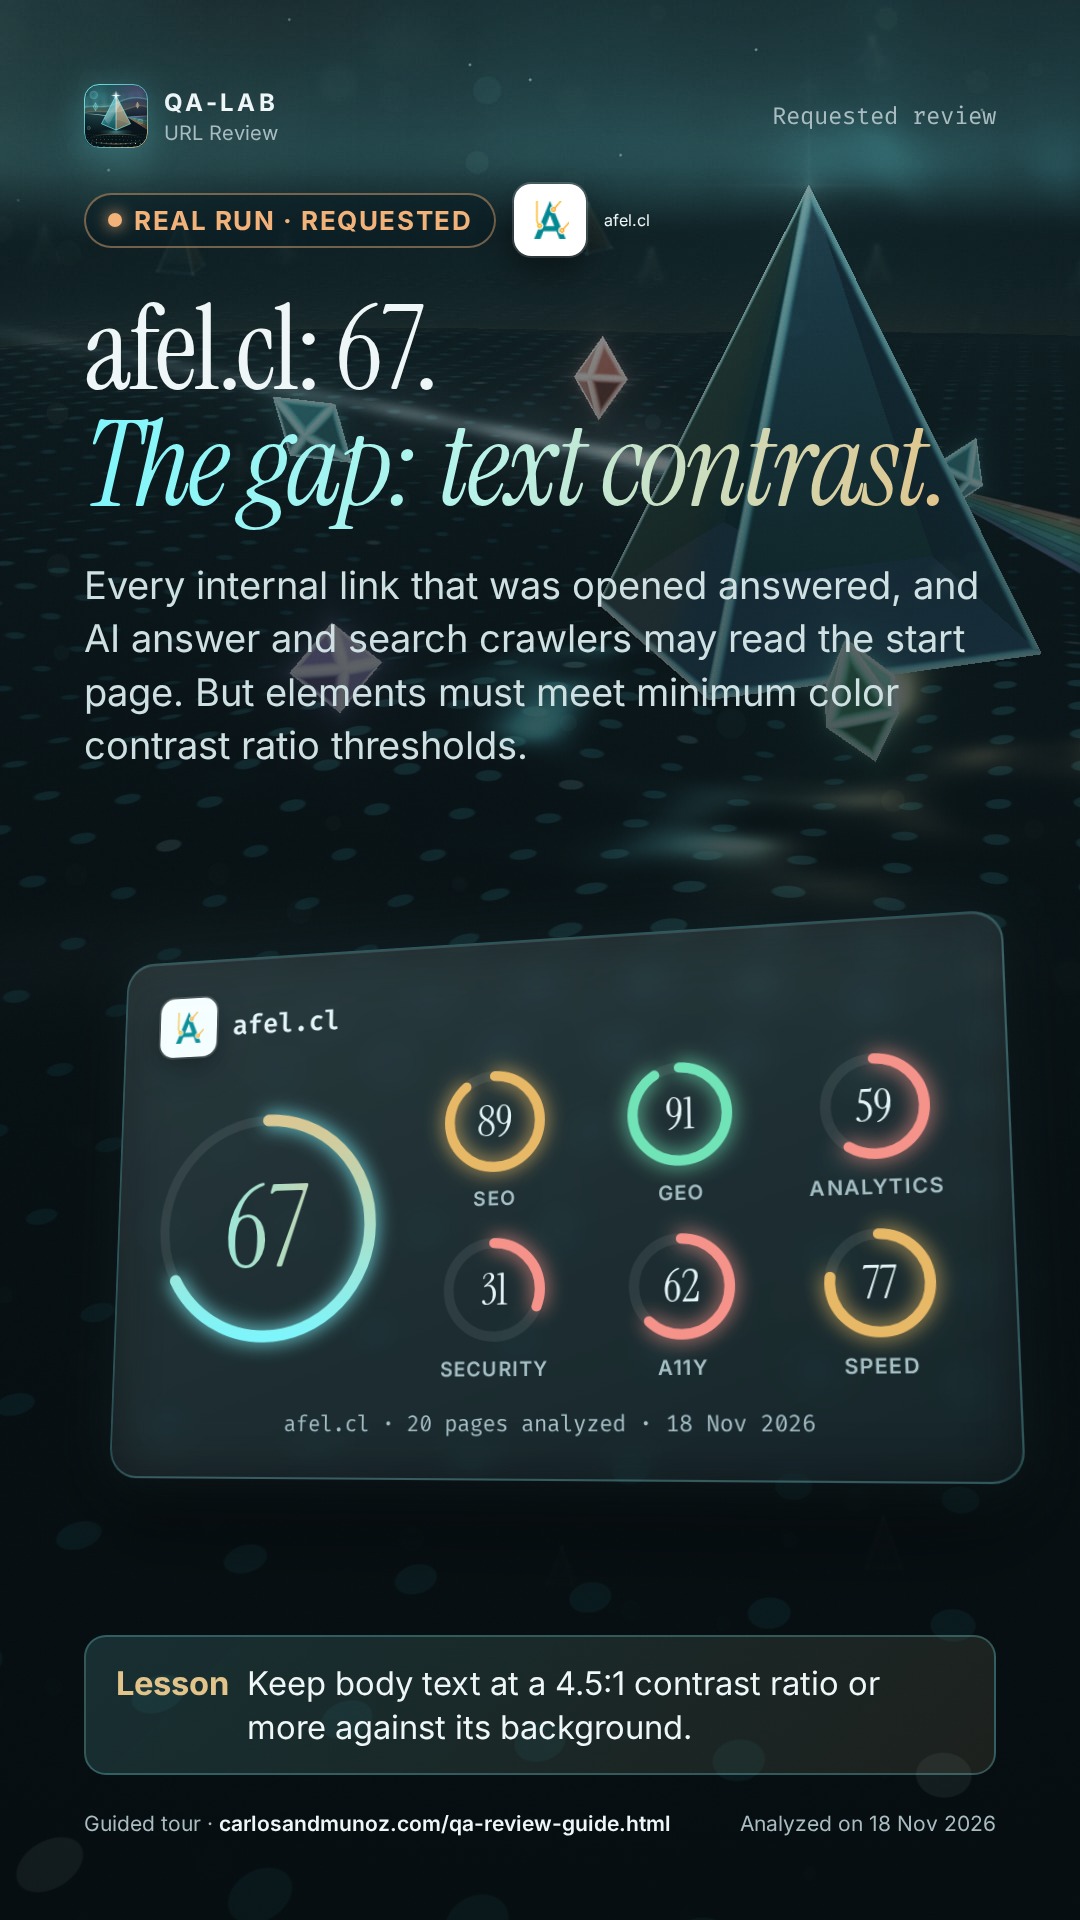 QA-LAB
URL Review
Requested review
REAL RUN · REQUESTED
afel.cl
afel.cl: 67.
The gap: text contrast.
Every internal link that was opened answered, and
AI answer and search crawlers may read the start
page. But elements must meet minimum color
contrast ratio thresholds.
afel.cl
67
89
SEO
91
GEO
59
ANALYTICS
31
SECURITY
62
A11Y
77
SPEED
afel.cl · 20 pages analyzed · 18 Nov 2026
Lesson Keep body text at a 4.5:1 contrast ratio or
more against its background.
Guided tour · carlosandmunoz.com/qa-review-guide.html
Analyzed on 18 Nov 2026